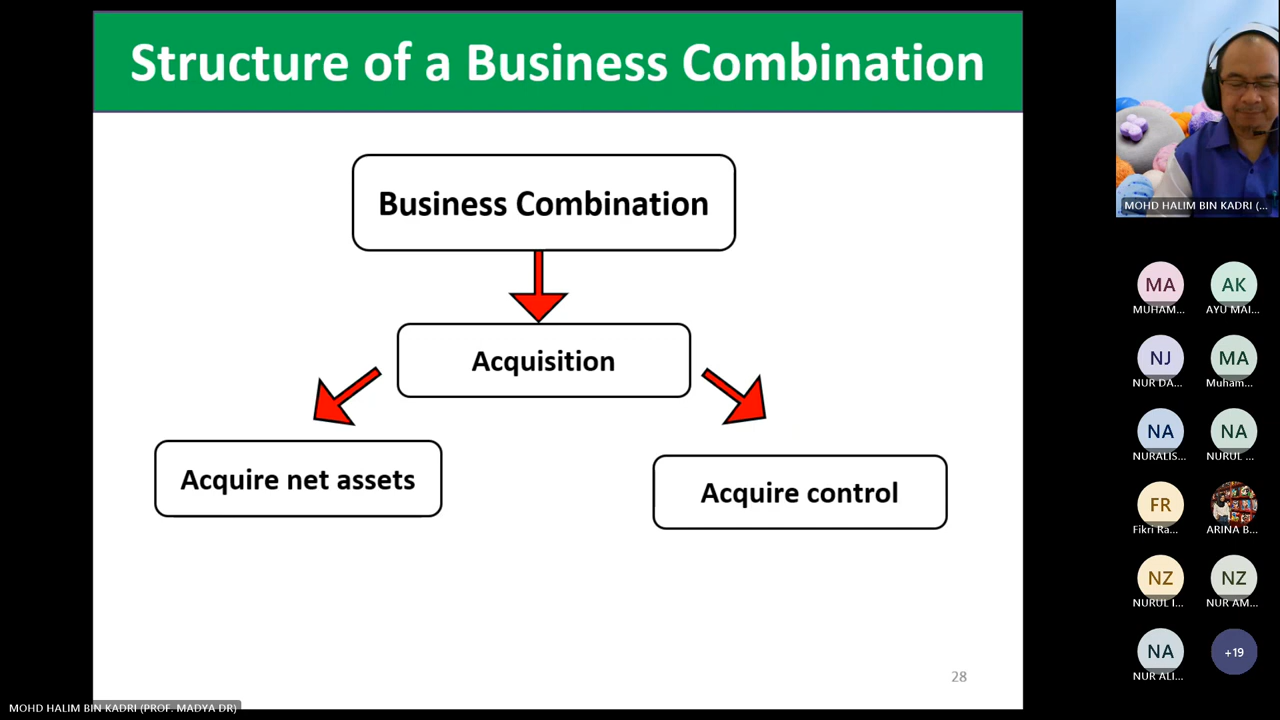 Structure of a Business Combination
Business Combination
Acquisition
Acquire net assets
Acquire control
28
MOHD HALIM BIN KADRI (PROF. MADYA DR)
MOHD HALIM BIN KADRI (...
MA
MUHAM...
AK
AYU MAI...
NJ
NUR DA...
MA
Muham...
NA
NURALIS...
NA
NURUL ...
FR
Fikri Ra...
ARINA B...
NZ
NURUL I...
NZ
NUR AM...
NA
NUR ALI...
+19